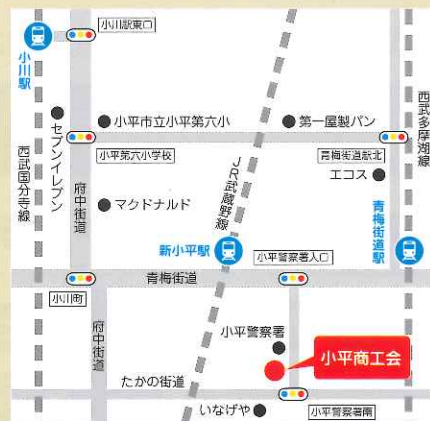 小川駅東口
小川駅
セブンイレブン
小平市立小平第六小
第一屋製パン
西武多摩湖線
小平第六小学校
青梅街道駅北
西武国分寺線
府中街道
マクドナルド
JR武蔵野線
エコス
青梅街道駅
新小平駅
小平警察署入口
青梅街道
小川町
府中街道
小平警察署
小平商工会
たかの街道
いなげや
小平警察署南